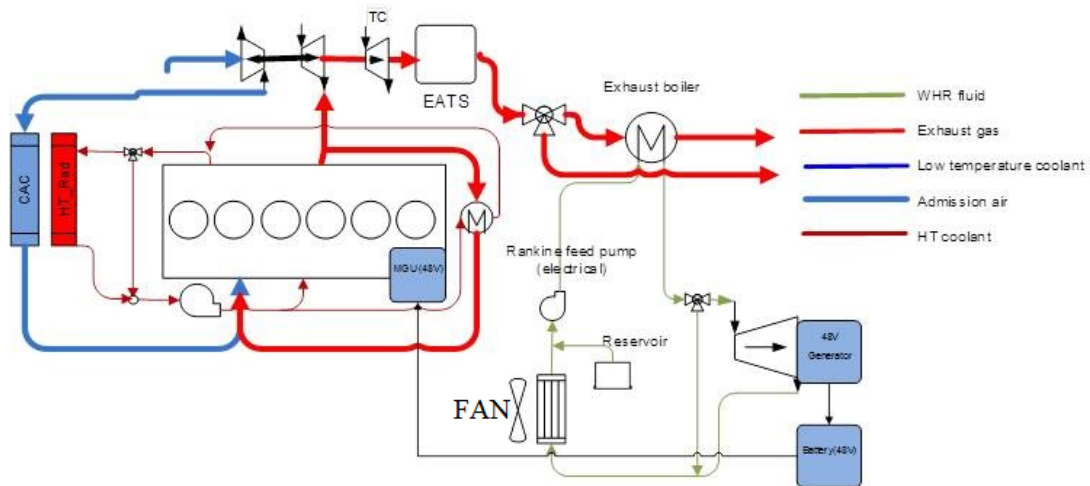 TC
EATS
Exhaust boiler
WHR fluid
Exhaust gas
Low temperature coolant
Admission air
HT coolant
CAC
HT_Rad
M
M
MGU(48V)
Rankine feed pump
(electrical)
Reservoir
48V
Generator
FAN
Battery(48V)